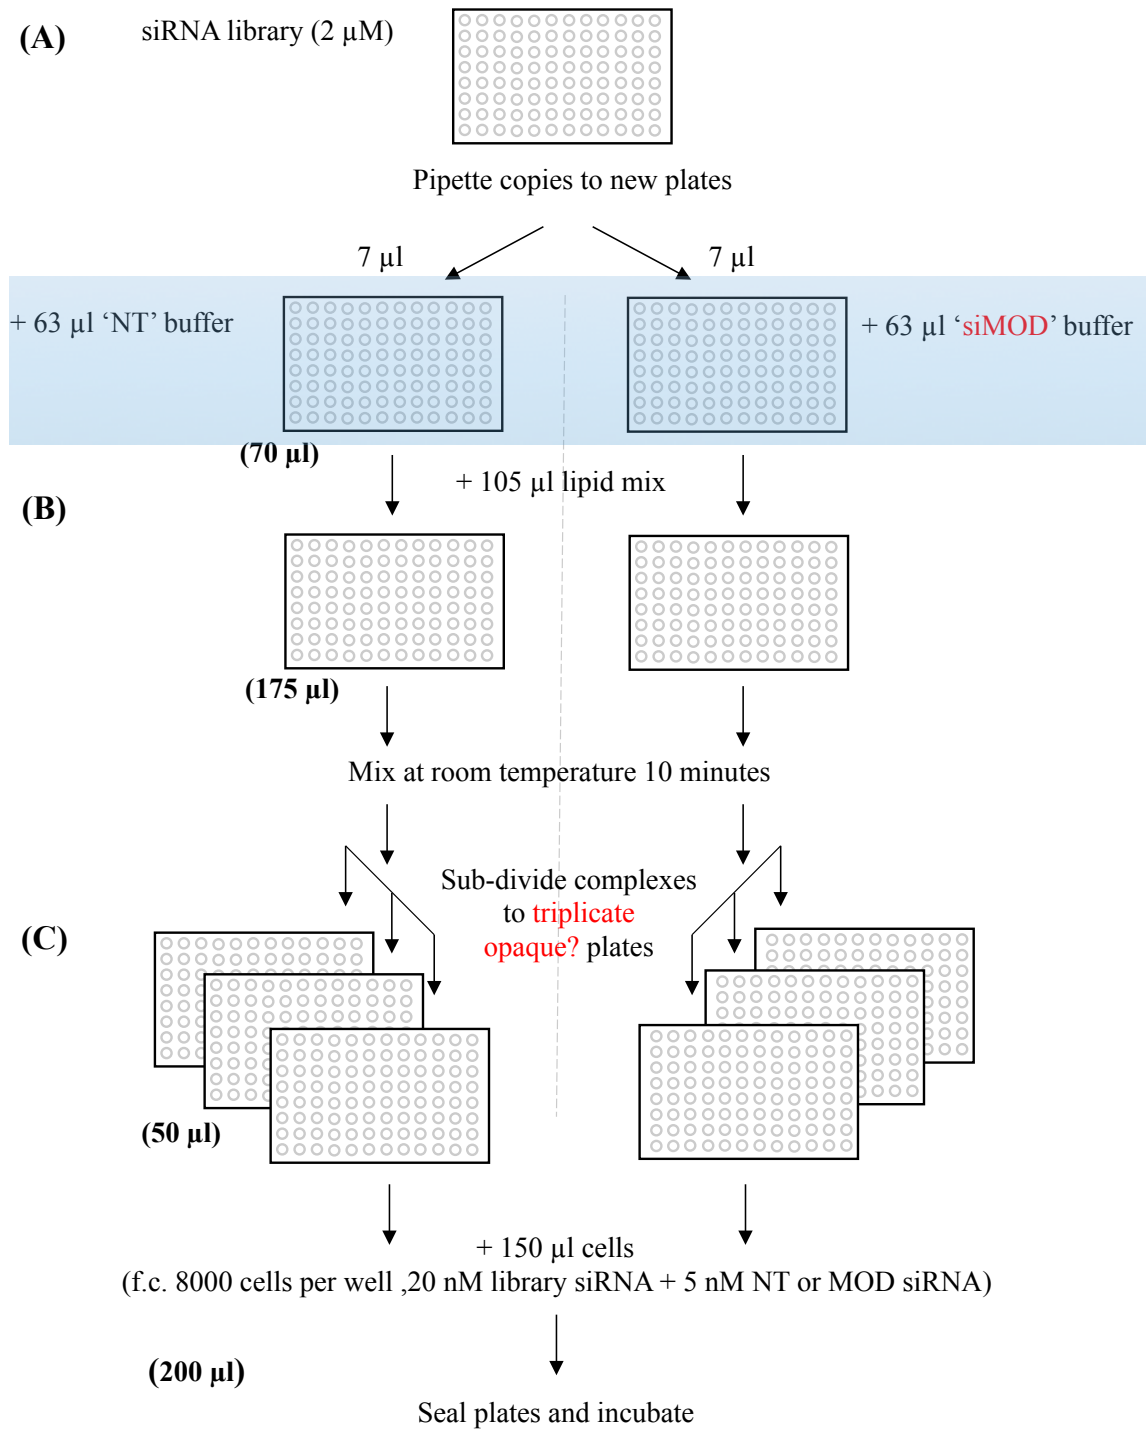 (A)
siRNA library (2 µM)
Pipette copies to new plates
7 µl
7 µl
+ 63 µl ‘NT’ buffer
+ 63 µl ‘siMOD’ buffer
(70 µl)
+ 105 µl lipid mix
(B)
(175 µl)
Mix at room temperature 10 minutes
Sub-divide complexes
to triplicate
opaque? plates
(C)
(50 µl)
+ 150 µl cells
(f.c. 8000 cells per well ,20 nM library siRNA + 5 nM NT or MOD siRNA)
(200 µl)
Seal plates and incubate